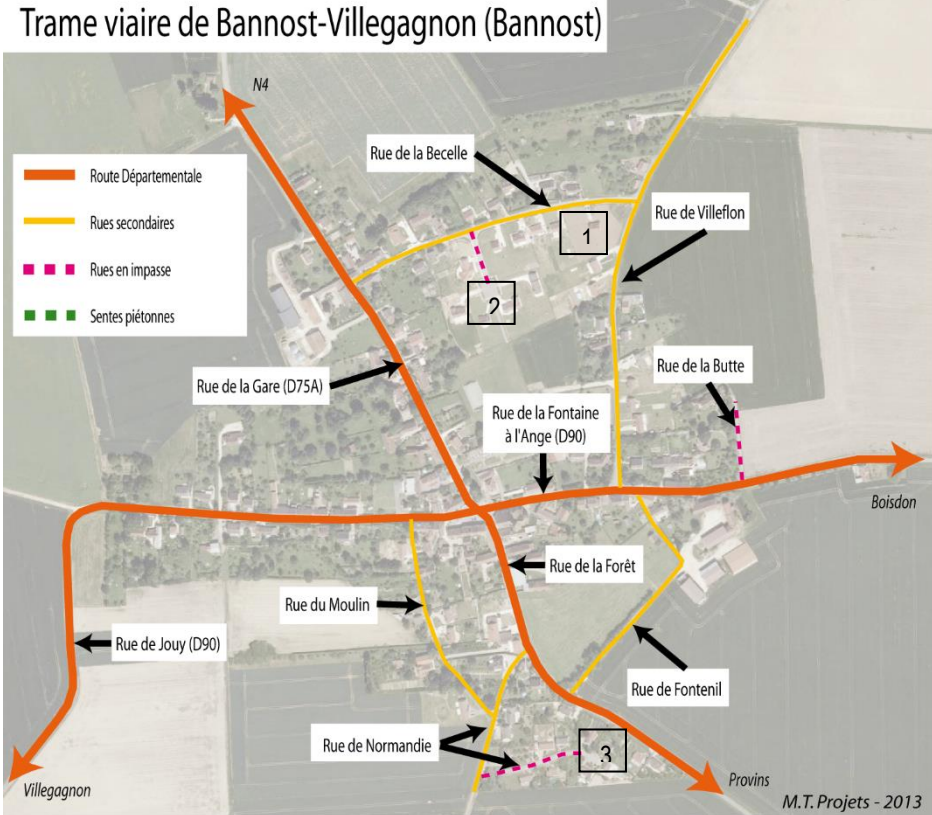 Trame viaire de Bannost-Villegagnon (Bannost)
N4
Route Départementale
Rues secondaires
Rues en impasse
Sentes piétonnes
Rue de la Becelle
1
Rue de Villeflon
2
Rue de la Gare (D75A)
Rue de la Butte
Rue de la Fontaine
à l'Ange (D90)
Boisdon
Rue de la Forêt
Rue du Moulin
Rue de Jouy (D90)
Rue de Fontenil
Rue de Normandie
3
Villegagnon
Provins
M.T. Projets - 2013